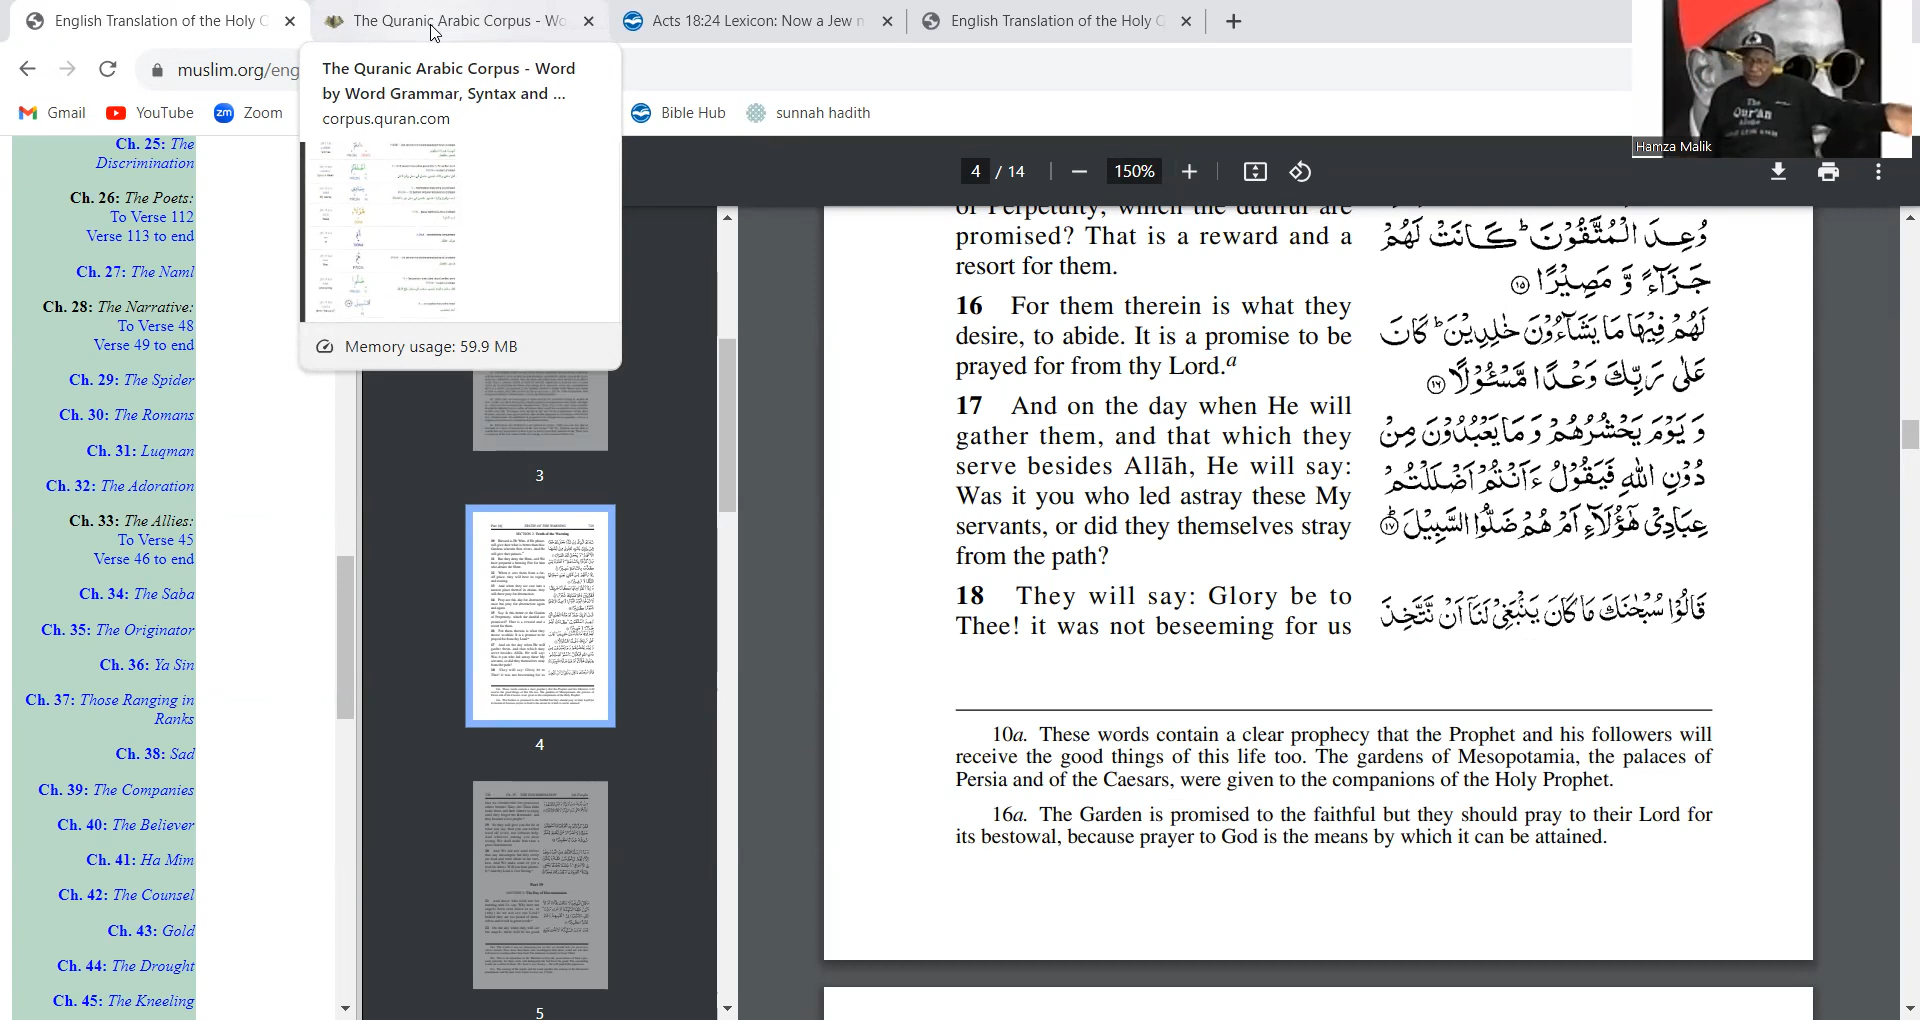 English Translation of the Holy C
The Quranic Arabic Corpus - Wo
Acts 18:24 Lexicon: Now a Jew n
English Translation of the Holy Q
muslim.org/eng
The Quranic Arabic Corpus - Word
by Word Grammar, Syntax and ...
corpus.quran.com
Memory usage: 59.9 MB
Gmail
YouTube
zm Zoom
Bible Hub
sunnah hadith
The
Qur'an
Alone
Hamza Malik
4 / 14
150%
Ch. 25: The
Discrimination
Ch. 26: The Poets:
To Verse 112
Verse 113 to end
Ch. 27: The Naml
Ch. 28: The Narrative:
To Verse 48
Verse 49 to end
Ch. 29: The Spider
Ch. 30: The Romans
Ch. 31: Luqman
Ch. 32: The Adoration
Ch. 33: The Allies:
To Verse 45
Verse 46 to end
Ch. 34: The Saba
Ch. 35: The Originator
Ch. 36: Ya Sin
Ch. 37: Those Ranging in
Ranks
Ch. 38: Sad
Ch. 39: The Companies
Ch. 40: The Believer
Ch. 41: Ha Mim
Ch. 42: The Counsel
Ch. 43: Gold
Ch. 44: The Drought
Ch. 45: The Kneeling
3
4
5
of Perpetuity, which the dutiful are
promised? That is a reward and a
resort for them.
16 For them therein is what they
desire, to abide. It is a promise to be
prayed for from thy Lord.a
17 And on the day when He will
gather them, and that which they
serve besides Allāh, He will say:
Was it you who led astray these My
servants, or did they themselves stray
from the path?
18 They will say: Glory be to
Thee! it was not beseeming for us
وُعِدَ الْمُتَّقُوْنَ ؕ كَانَتْ لَهُمْ
جَزَآءً وَّ مَصِيْرًا ۝۱۵
لَهُمْ فِيْهَا مَا يَشَآءُوْنَ خٰلِدِيْنَ ؕ كَانَ
عَلٰى رَبِّكَ وَعْدًا مَّسْـُٔوْلًا ۝۱۶
وَ يَوْمَ يَحْشُرُهُمْ وَ مَا يَعْبُدُوْنَ مِنْ
دُوْنِ اللّٰهِ فَيَقُوْلُ ءَاَنْتُمْ اَضْلَلْتُمْ
عِبَادِيْ هٰٓؤُلَآءِ اَمْ هُمْ ضَلُّوا السَّبِيْلَ ۝۱۷ؕ
قَالُوْا سُبْحٰنَكَ مَا كَانَ يَنْۢبَغِيْ لَنَاۤ اَنْ نَّتَّخِذَ
10a. These words contain a clear prophecy that the Prophet and his followers will
receive the good things of this life too. The gardens of Mesopotamia, the palaces of
Persia and of the Caesars, were given to the companions of the Holy Prophet.
16a. The Garden is promised to the faithful but they should pray to their Lord for
its bestowal, because prayer to God is the means by which it can be attained.